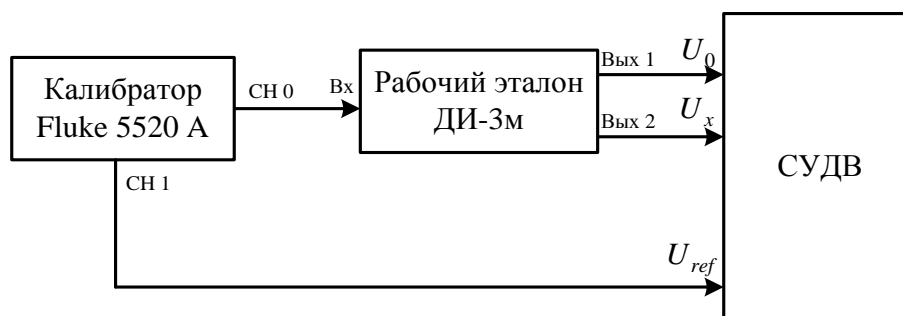 Калибратор
Fluke 5520 А
CH 0
CH 1
Вх
Рабочий эталон
ДИ-3м
Вых 1
Вых 2
U0
Ux
Uref
СУДВ